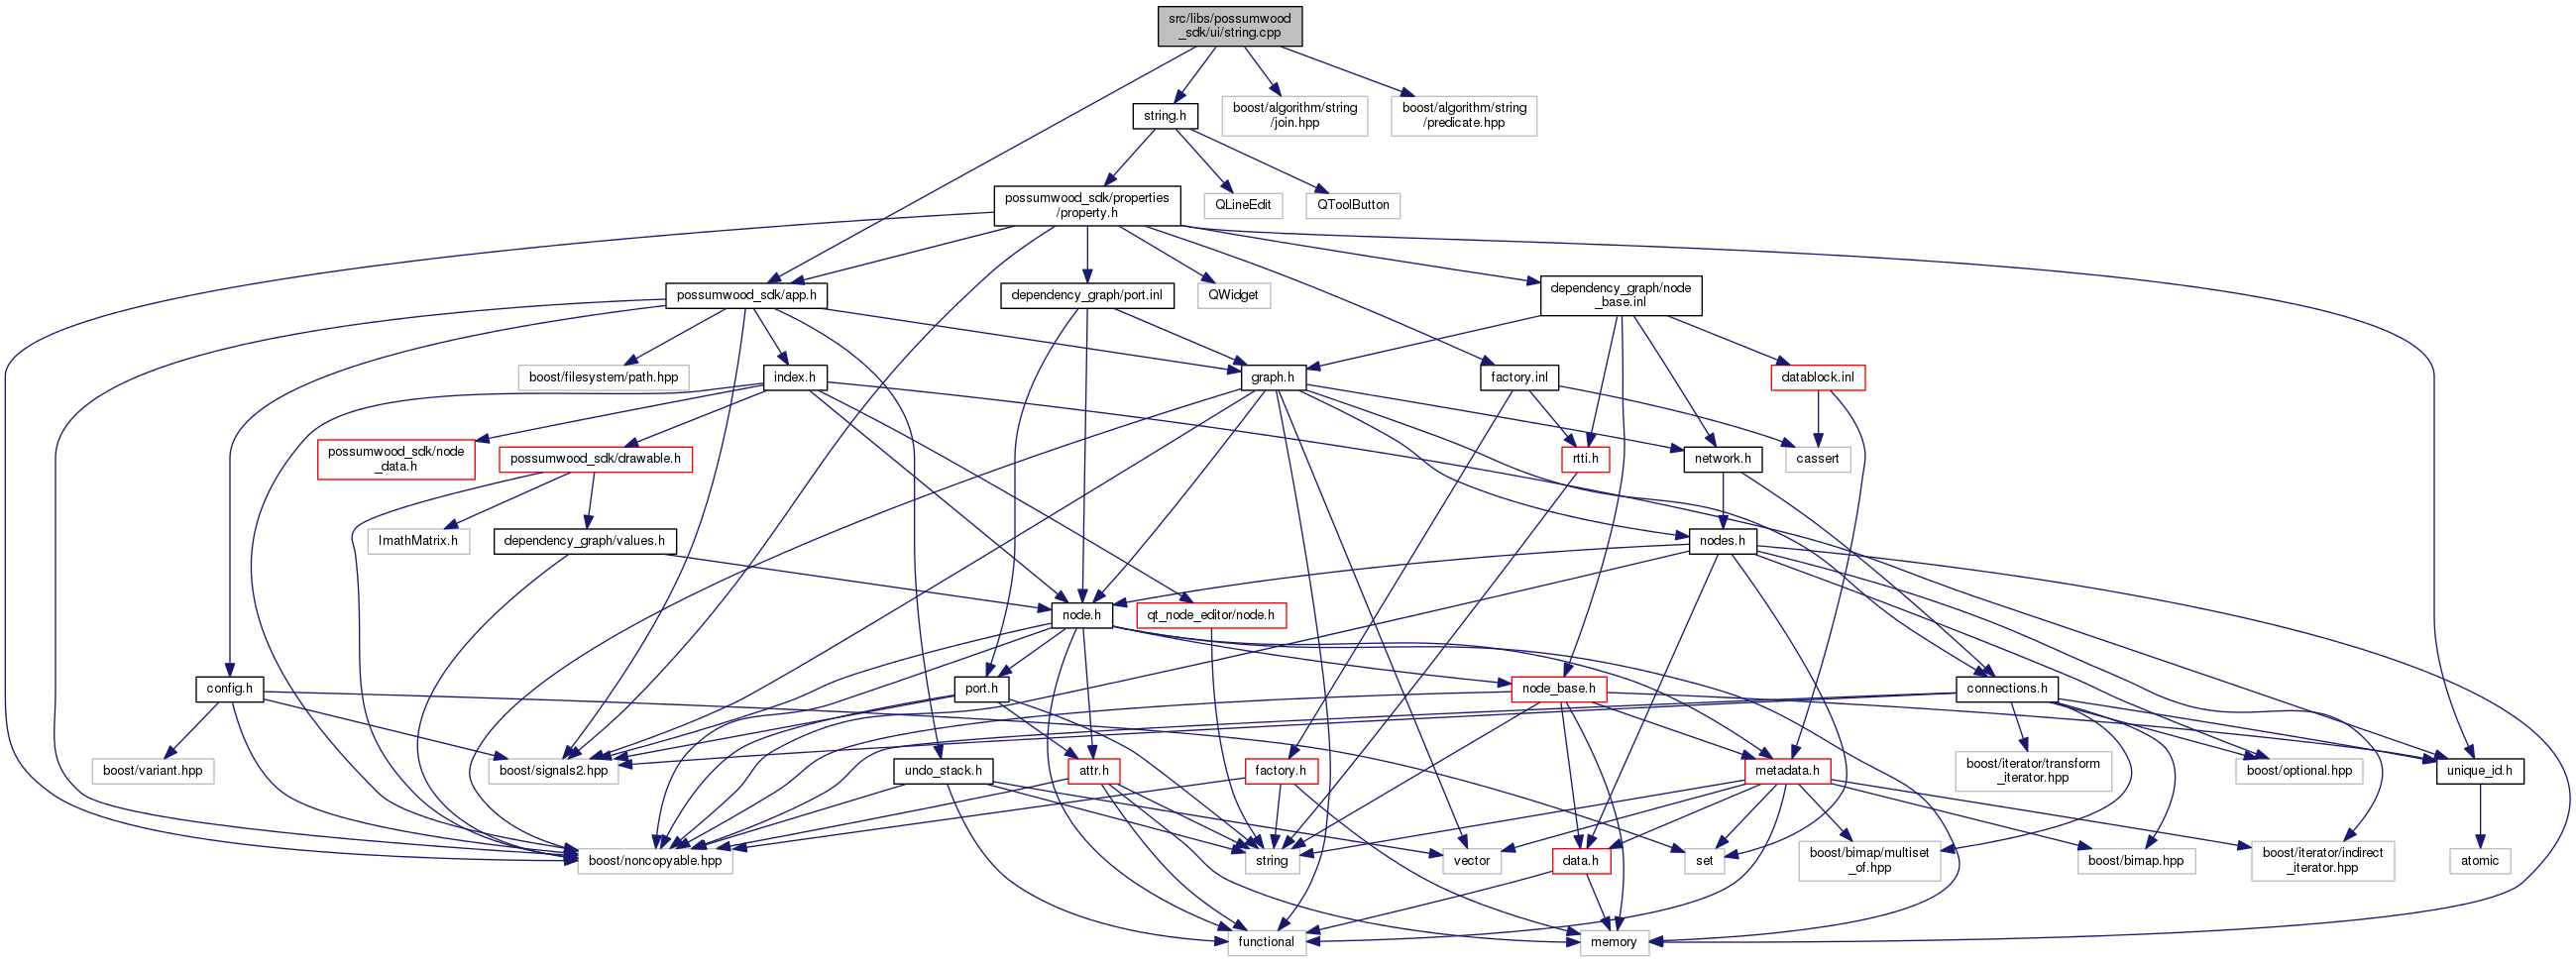 src/libs/possumwood
_sdk/ui/string.cpp
string.h
boost/algorithm/string
/join.hpp
boost/algorithm/string
/predicate.hpp
possumwood_sdk/properties
/property.h
QLineEdit
QToolButton
possumwood_sdk/app.h
dependency_graph/port.inl
QWidget
dependency_graph/node
_base.inl
boost/filesystem/path.hpp
index.h
graph.h
factory.inl
datablock.inl
possumwood_sdk/node
_data.h
possumwood_sdk/drawable.h
rtti.h
network.h
cassert
ImathMatrix.h
dependency_graph/values.h
nodes.h
node.h
qt_node_editor/node.h
config.h
port.h
node_base.h
connections.h
boost/variant.hpp
boost/signals2.hpp
undo_stack.h
attr.h
factory.h
metadata.h
boost/iterator/transform
_iterator.hpp
boost/optional.hpp
unique_id.h
boost/noncopyable.hpp
string
vector
data.h
set
boost/bimap/multiset
_of.hpp
boost/bimap.hpp
boost/iterator/indirect
_iterator.hpp
atomic
functional
memory